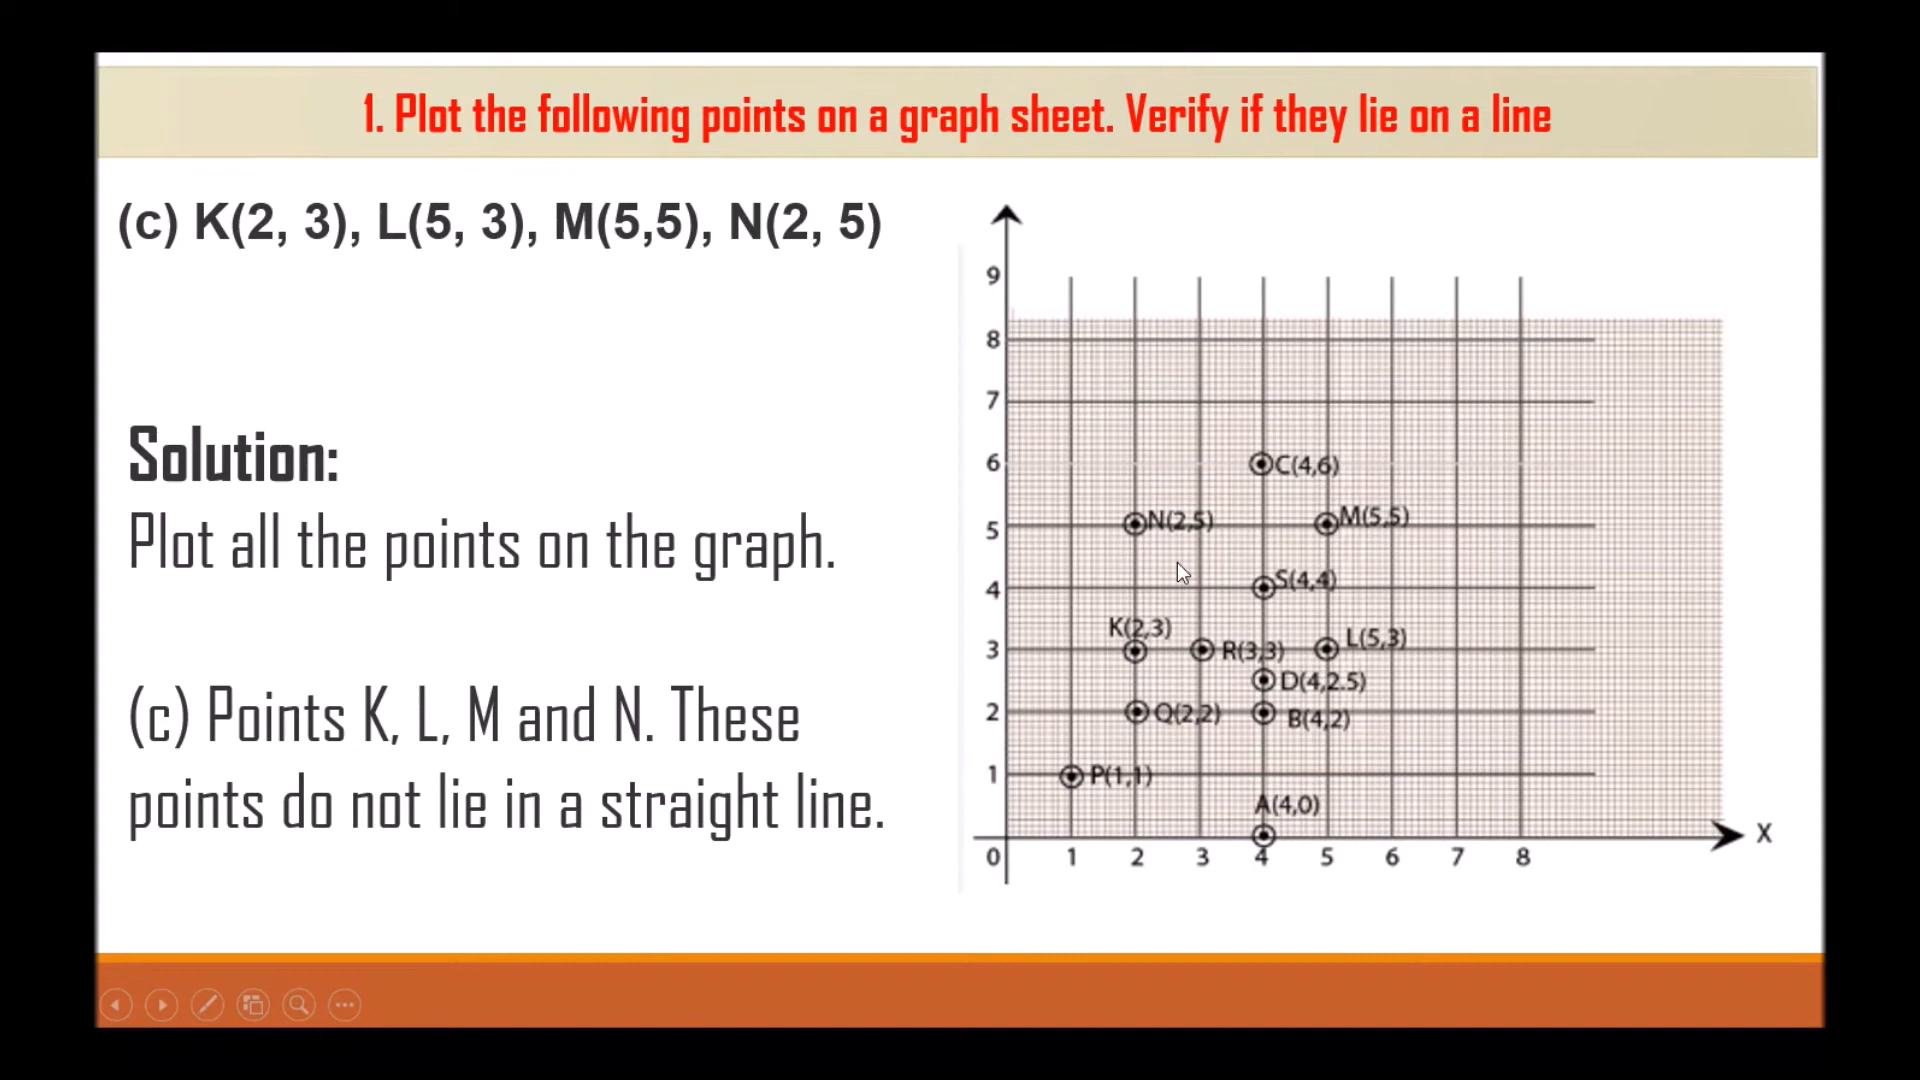 1. Plot the following points on a graph sheet. Verify if they lie on a line
(c) K(2, 3), L(5, 3), M(5,5), N(2, 5)
Solution:
Plot all the points on the graph.
(c) Points K, L, M and N. These
points do not lie in a straight line.
9
8
7
6
C(4,6)
N(2,5)
M(5,5)
5
S(4,4)
4
K(2,3)
L(5,3)
3
R(3,3)
D(4,2.5)
2
Q(2,2)
B(4,2)
1
P(1,1)
A(4,0)
X
0 1 2 3 4 5 6 7 8